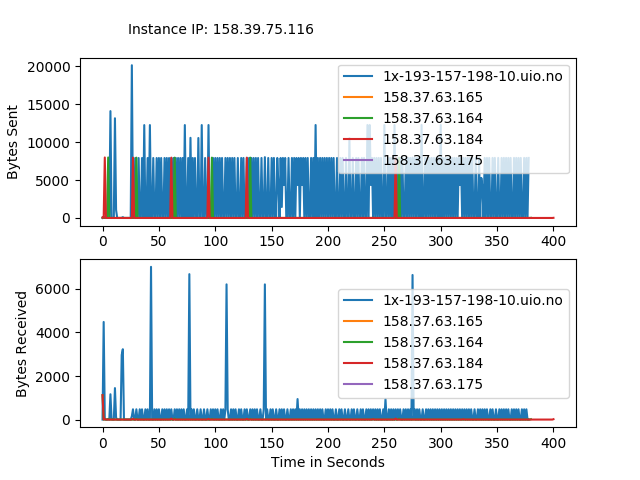 Instance IP: 158.39.75.116
20000
15000
10000
5000
0
Bytes Sent
1x-193-157-198-10.uio.no
158.37.63.165
158.37.63.164
158.37.63.184
158.37.63.175
0 50 100 150 200 250 300 350 400
6000
4000
2000
0
Bytes Received
1x-193-157-198-10.uio.no
158.37.63.165
158.37.63.164
158.37.63.184
158.37.63.175
0 50 100 150 200 250 300 350 400
Time in Seconds